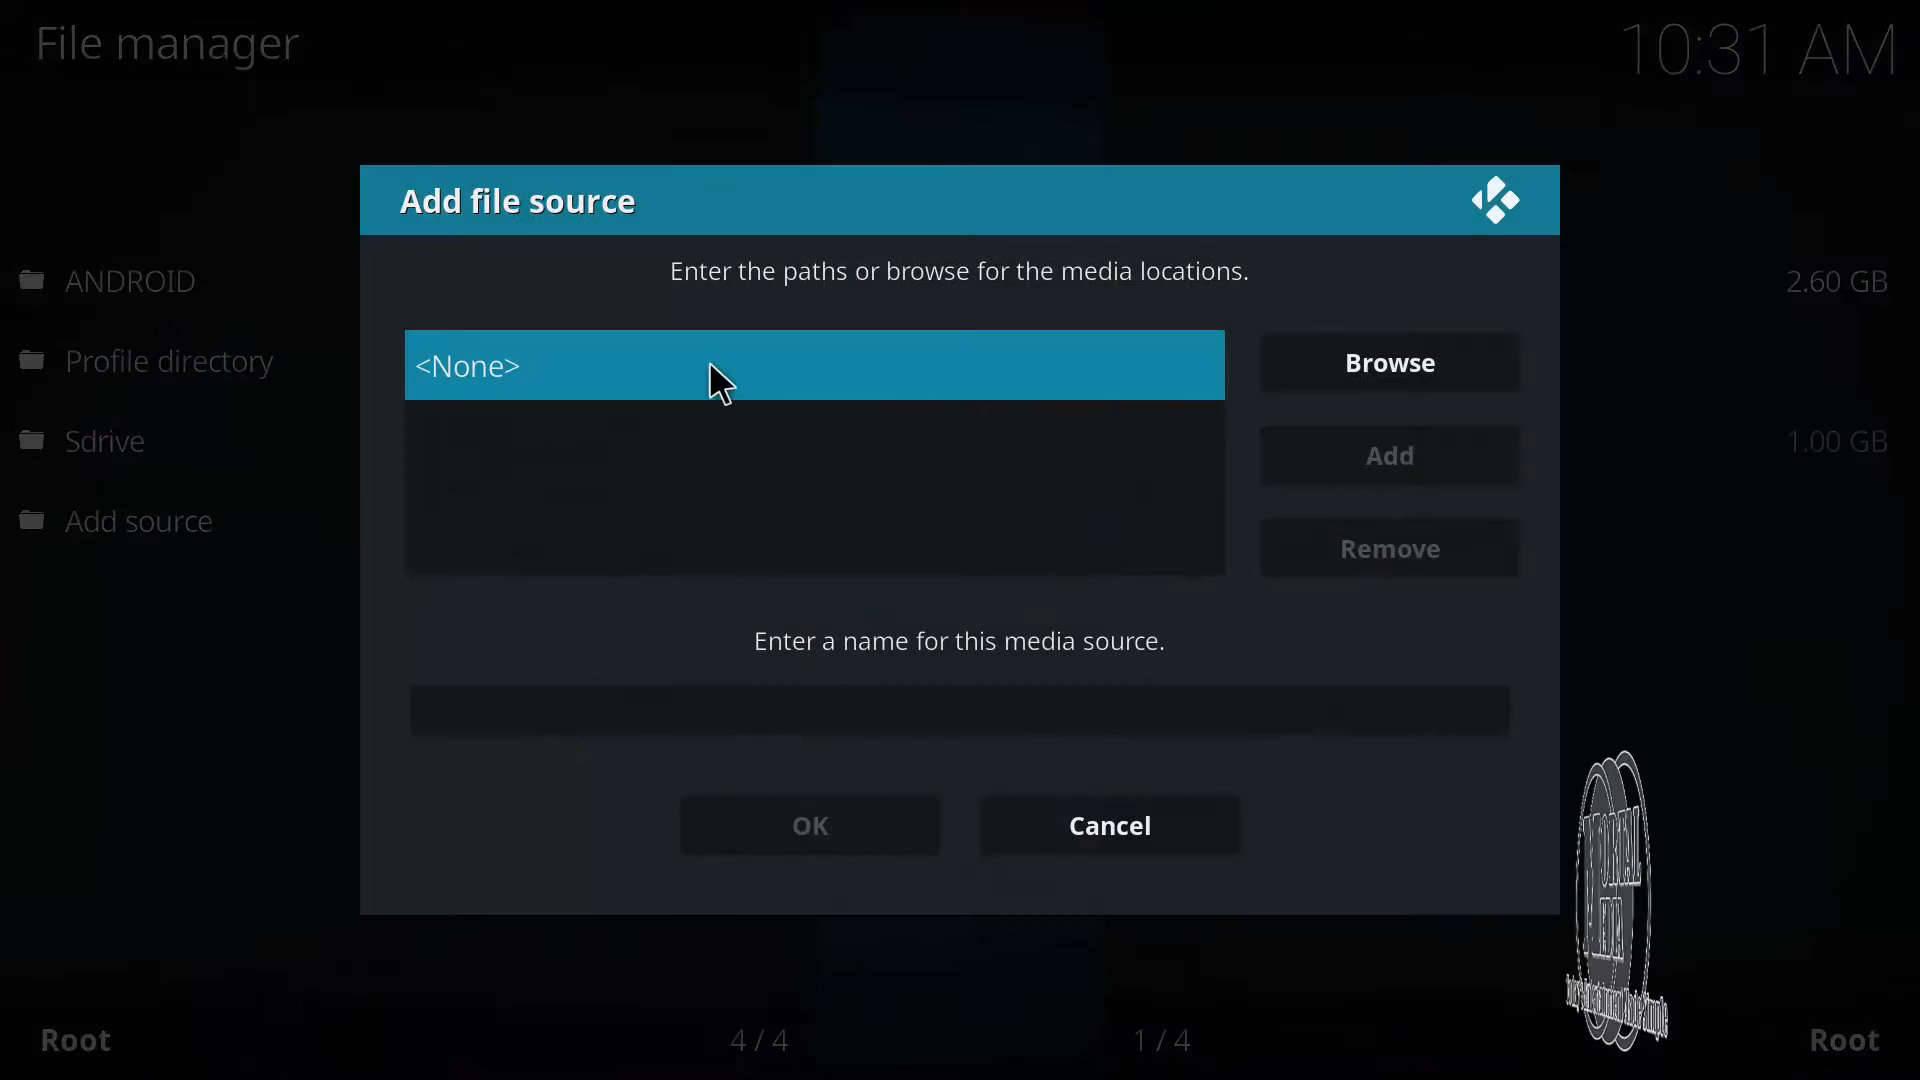 File manager
10:31 AM
Add file source
Enter the paths or browse for the media locations.
ANDROID
2.60 GB
Profile directory
<None>
Browse
Sdrive
1.00 GB
Add
Add source
Remove
Enter a name for this media source.
OK
Cancel
Root
4 / 4
1 / 4
Root